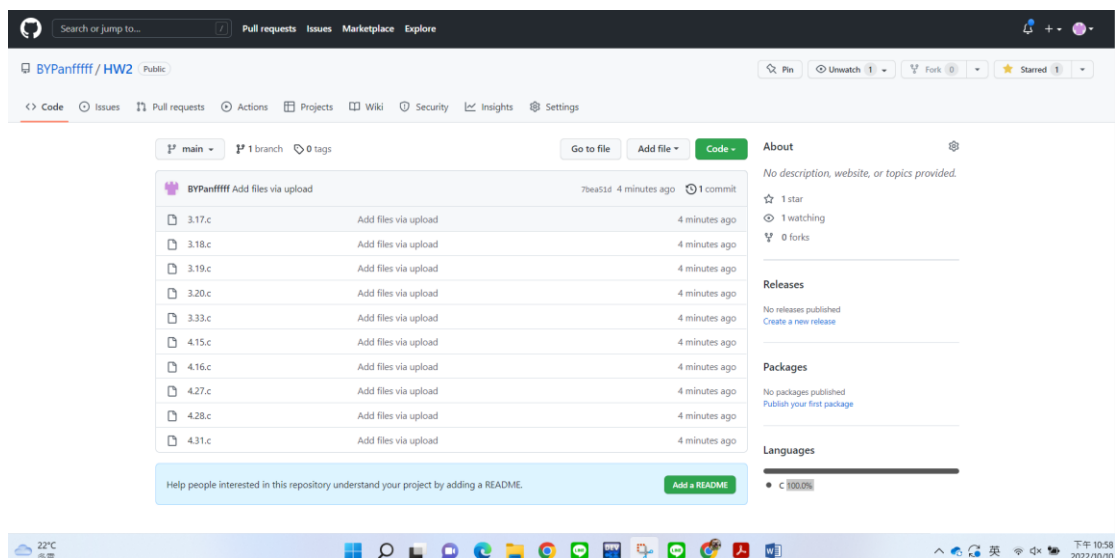 Search or jump to... / Pull requests Issues Marketplace Explore
BYPanfffff / HW2 Public Pin Unwatch 1 Fork 0 Starred 1
<> Code Issues Pull requests Actions Projects Wiki Security Insights Settings
main 1 branch 0 tags Go to file Add file Code
BYPanfffff Add files via upload 7bea51d 4 minutes ago 1 commit
3.17.c Add files via upload 4 minutes ago
3.18.c Add files via upload 4 minutes ago
3.19.c Add files via upload 4 minutes ago
3.20.c Add files via upload 4 minutes ago
3.33.c Add files via upload 4 minutes ago
4.15.c Add files via upload 4 minutes ago
4.16.c Add files via upload 4 minutes ago
4.27.c Add files via upload 4 minutes ago
4.28.c Add files via upload 4 minutes ago
4.31.c Add files via upload 4 minutes ago
Help people interested in this repository understand your project by adding a README. Add a README
About
No description, website, or topics provided.
1 star
1 watching
0 forks
Releases
No releases published
Create a new release
Packages
No packages published
Publish your first package
Languages
C 100.0%
22°C
英 下午 10:58
2022/10/30